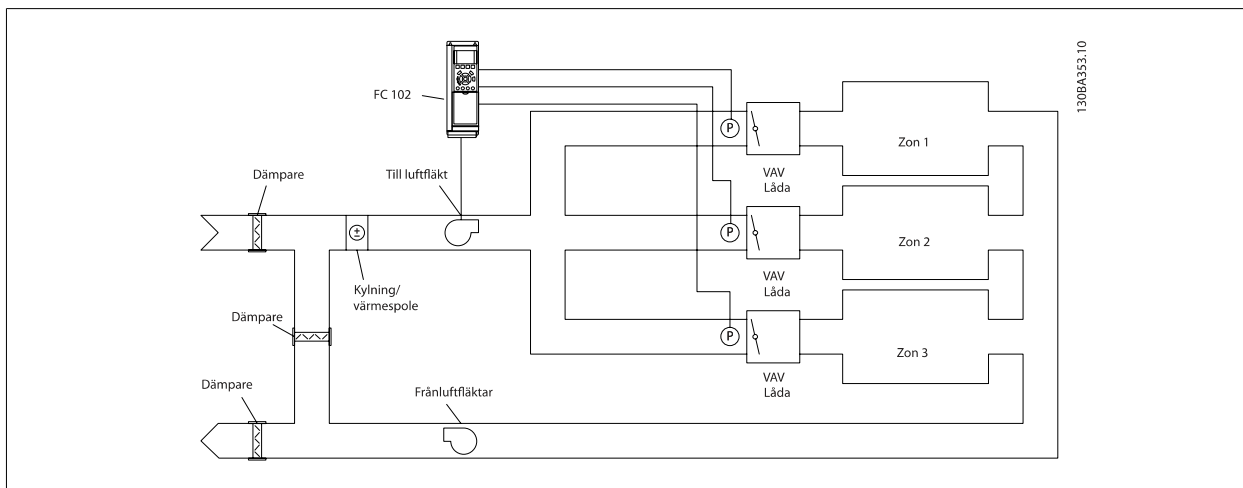 130BA353.10
FC 102
Dämpare
Till luftfläkt
P
VAV
Låda
Zon 1
±
Kylning/
värmespole
P
VAV
Låda
Zon 2
Dämpare
P
VAV
Låda
Zon 3
Dämpare
Frånluftfläktar